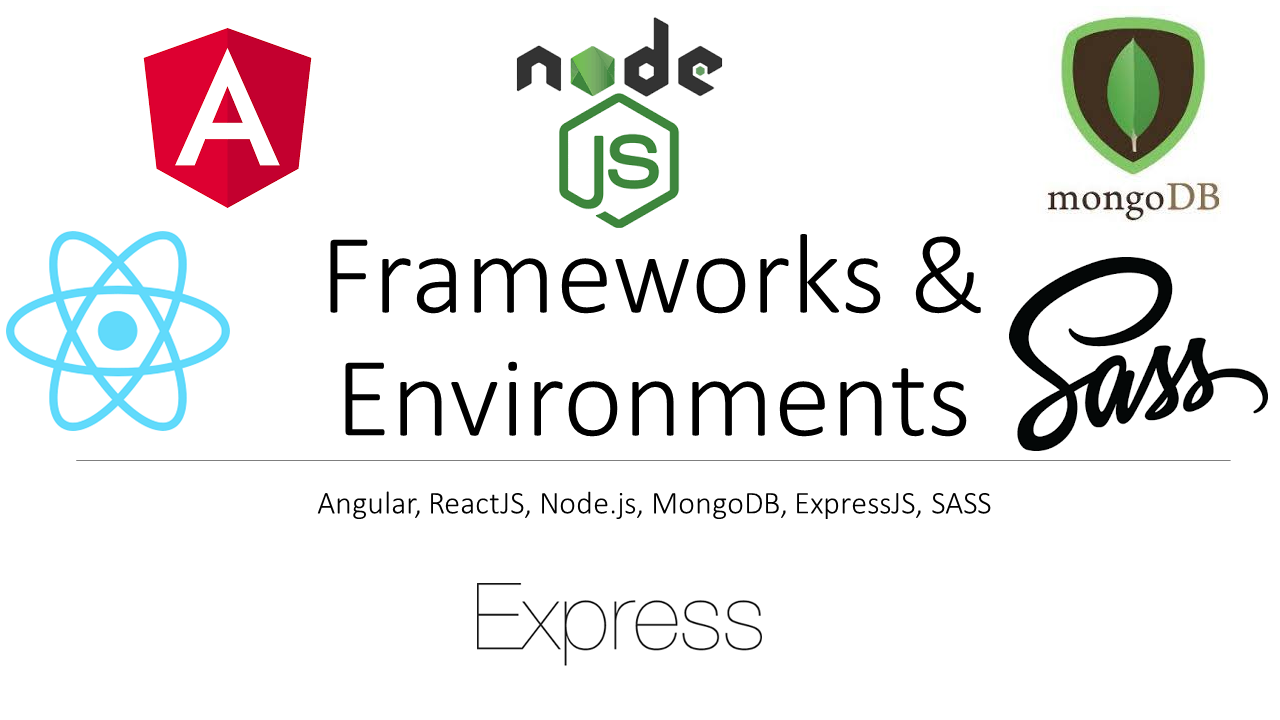 A
node
JS
mongoDB
Frameworks &
Environments
Sass
Angular, ReactJS, Node.js, MongoDB, ExpressJS, SASS
Express